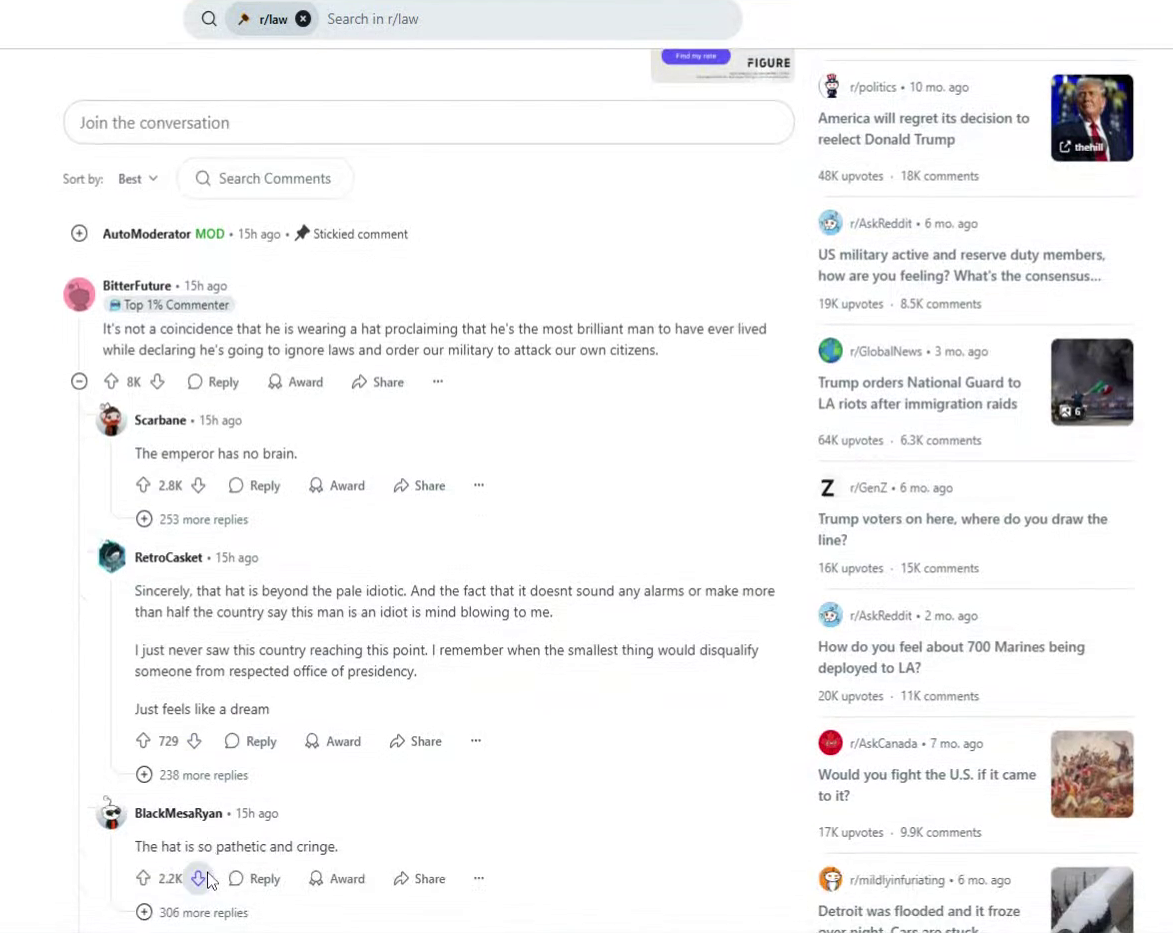 r/law
Search in r/law
Find my rate
FIGURE
Join the conversation
Sort by: Best
Search Comments
AutoModerator MOD • 15h ago • Stickied comment
BitterFuture • 15h ago
Top 1% Commenter
It's not a coincidence that he is wearing a hat proclaiming that he's the most brilliant man to have ever lived
while declaring he's going to ignore laws and order our military to attack our own citizens.
8K Reply Award Share ...
Scarbane • 15h ago
The emperor has no brain.
2.8K Reply Award Share ...
253 more replies
RetroCasket • 15h ago
Sincerely, that hat is beyond the pale idiotic. And the fact that it doesnt sound any alarms or make more
than half the country say this man is an idiot is mind blowing to me.
I just never saw this country reaching this point. I remember when the smallest thing would disqualify
someone from respected office of presidency.
Just feels like a dream
729 Reply Award Share ...
238 more replies
BlackMesaRyan • 15h ago
The hat is so pathetic and cringe.
2.2K Reply Award Share ...
306 more replies
r/politics • 10 mo. ago
America will regret its decision to
reelect Donald Trump
thehill
48K upvotes · 18K comments
r/AskReddit • 6 mo. ago
US military active and reserve duty members,
how are you feeling? What's the consensus...
19K upvotes · 8.5K comments
r/GlobalNews • 3 mo. ago
Trump orders National Guard to
LA riots after immigration raids
6
64K upvotes · 6.3K comments
Z r/GenZ • 6 mo. ago
Trump voters on here, where do you draw the
line?
16K upvotes · 15K comments
r/AskReddit • 2 mo. ago
How do you feel about 700 Marines being
deployed to LA?
20K upvotes · 11K comments
r/AskCanada • 7 mo. ago
Would you fight the U.S. if it came
to it?
17K upvotes · 9.9K comments
r/mildlyinfuriating • 6 mo. ago
Detroit was flooded and it froze
over night. Cars are stuck